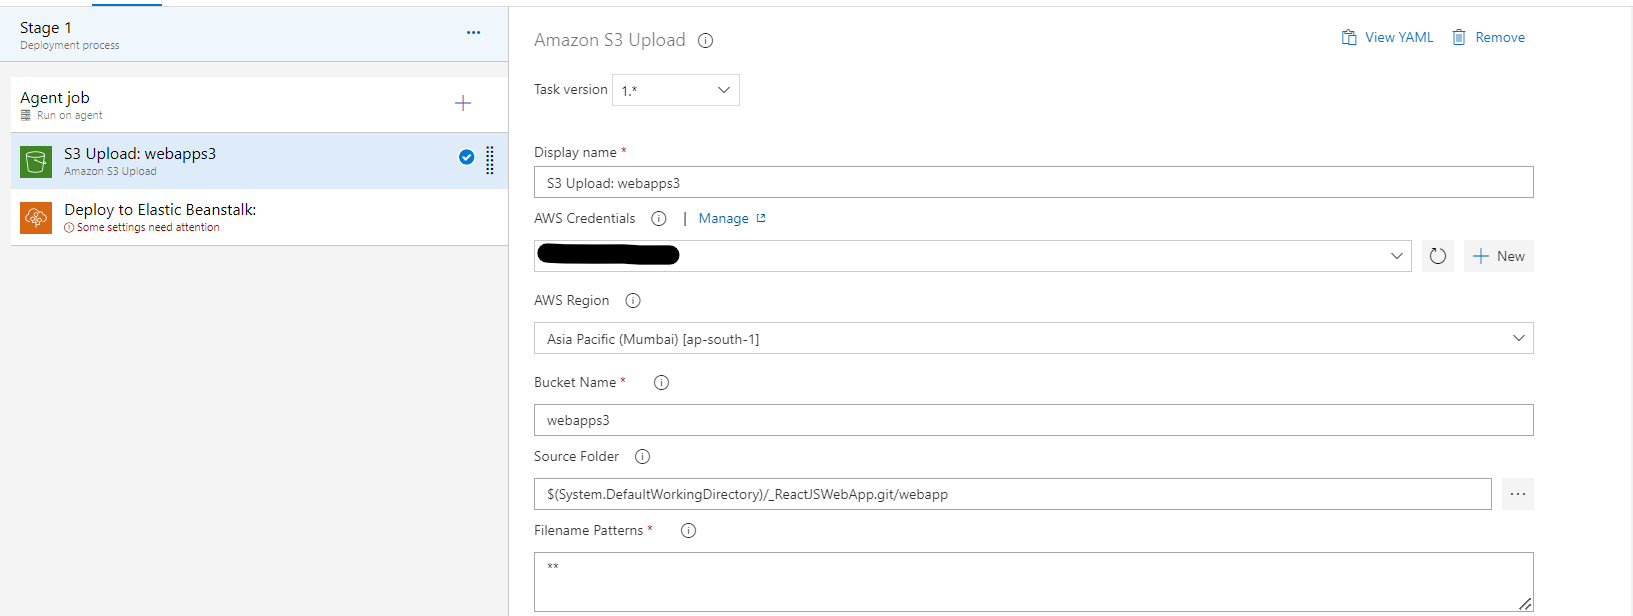 Stage 1
Deployment process
Agent job
Run on agent
S3 Upload: webapps3
Amazon S3 Upload
Deploy to Elastic Beanstalk:
Some settings need attention
Amazon S3 Upload
View YAML
Remove
Task version
1.*
Display name *
S3 Upload: webapps3
AWS Credentials | Manage
New
AWS Region
Asia Pacific (Mumbai) [ap-south-1]
Bucket Name *
webapps3
Source Folder
$(System.DefaultWorkingDirectory)/_ReactJSWebApp.git/webapp
Filename Patterns *
**